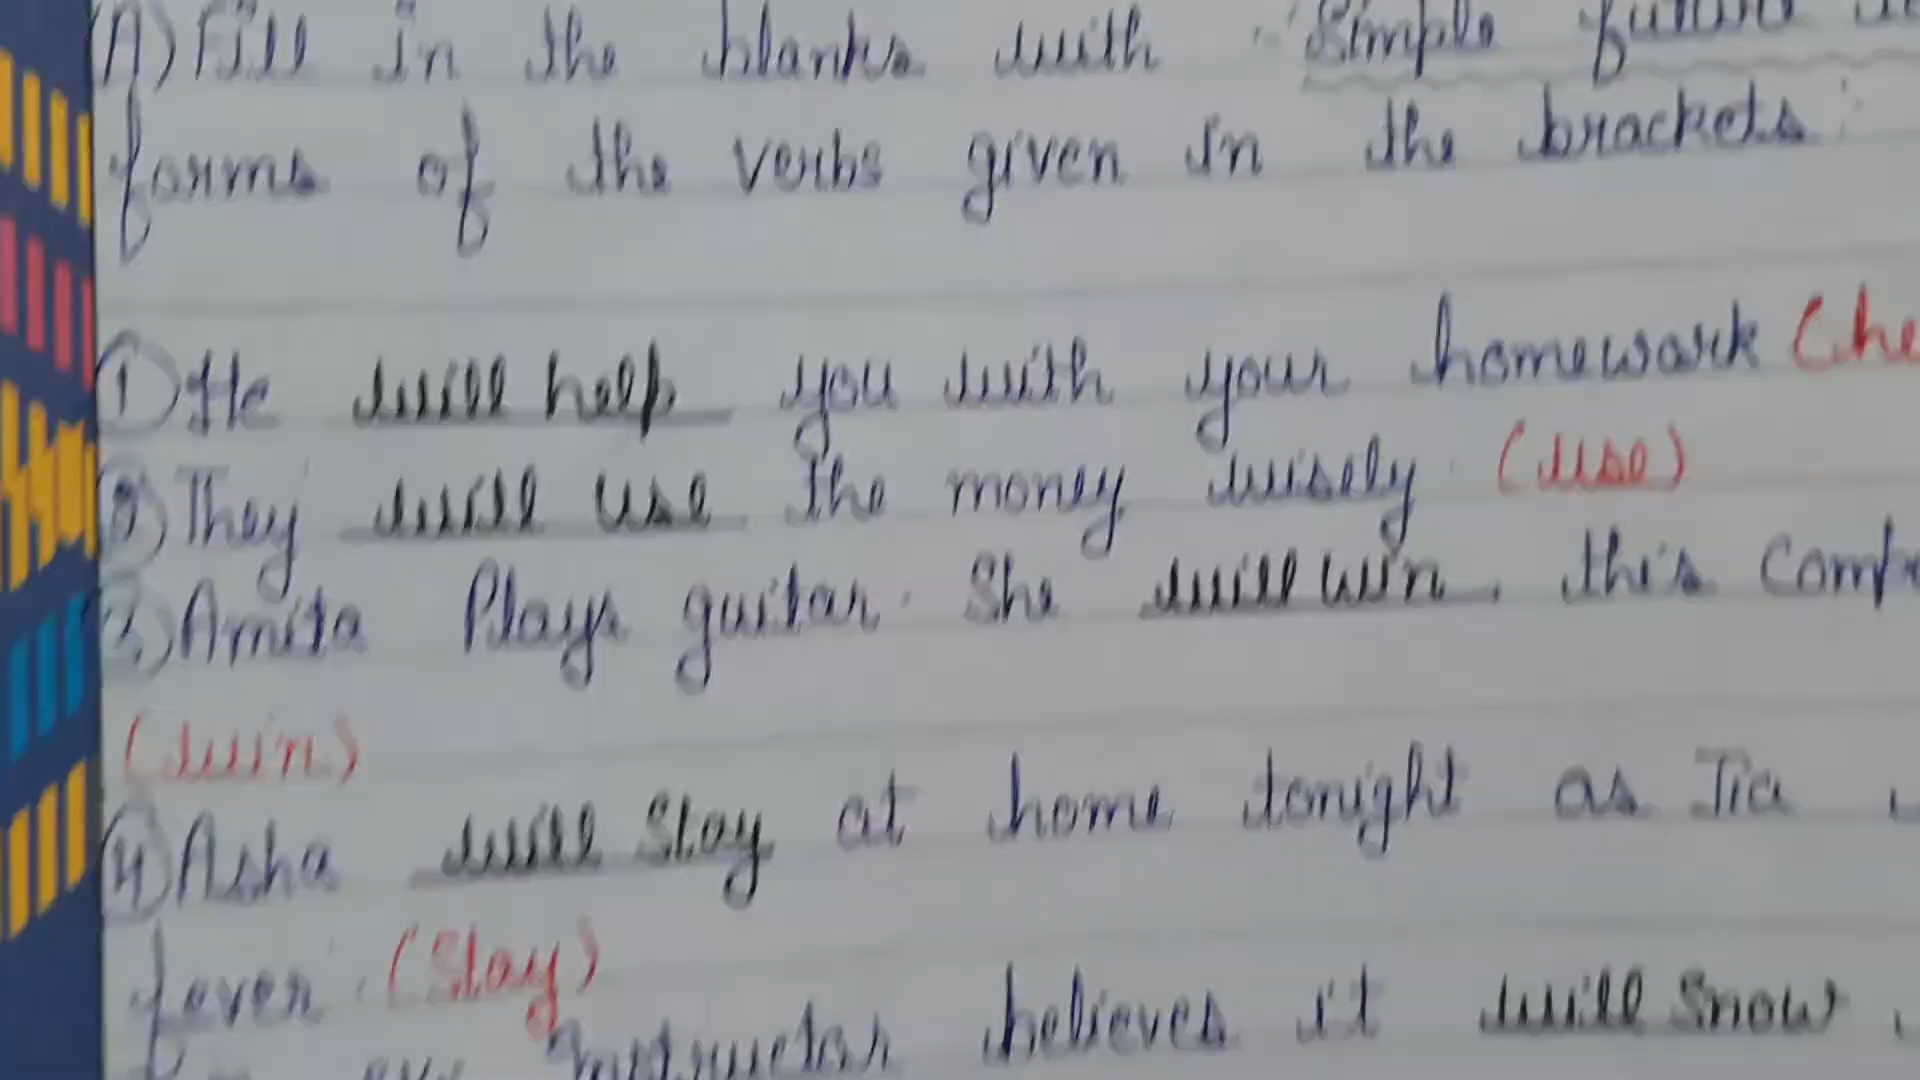 A) Fill in the blanks with Simple future
forms of the verbs given in the brackets:
① He will help you with your homework (he
② They will use the money wisely. (use)
③ Amita Plays guitar. She will win. this
(win)
④ Asha will stay at home tonight as Tia
fever. (Stay)
Instructor believes it will snow